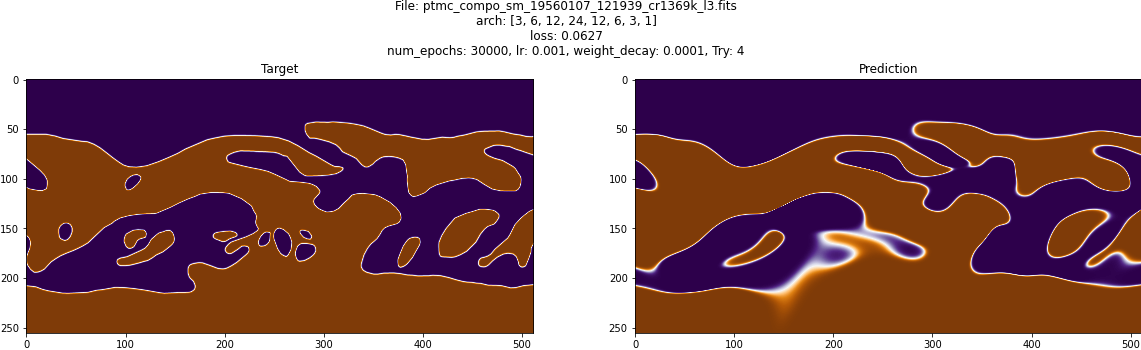 File: ptmc_compo_sm_19560107_121939_cr1369k_l3.fits
arch: [3, 6, 12, 24, 12, 6, 3, 1]
loss: 0.0627
num_epochs: 30000, lr: 0.001, weight_decay: 0.0001, Try: 4
Target
0
50
100
150
200
250
0 100 200 300 400 500
Prediction
0
50
100
150
200
250
0 100 200 300 400 500